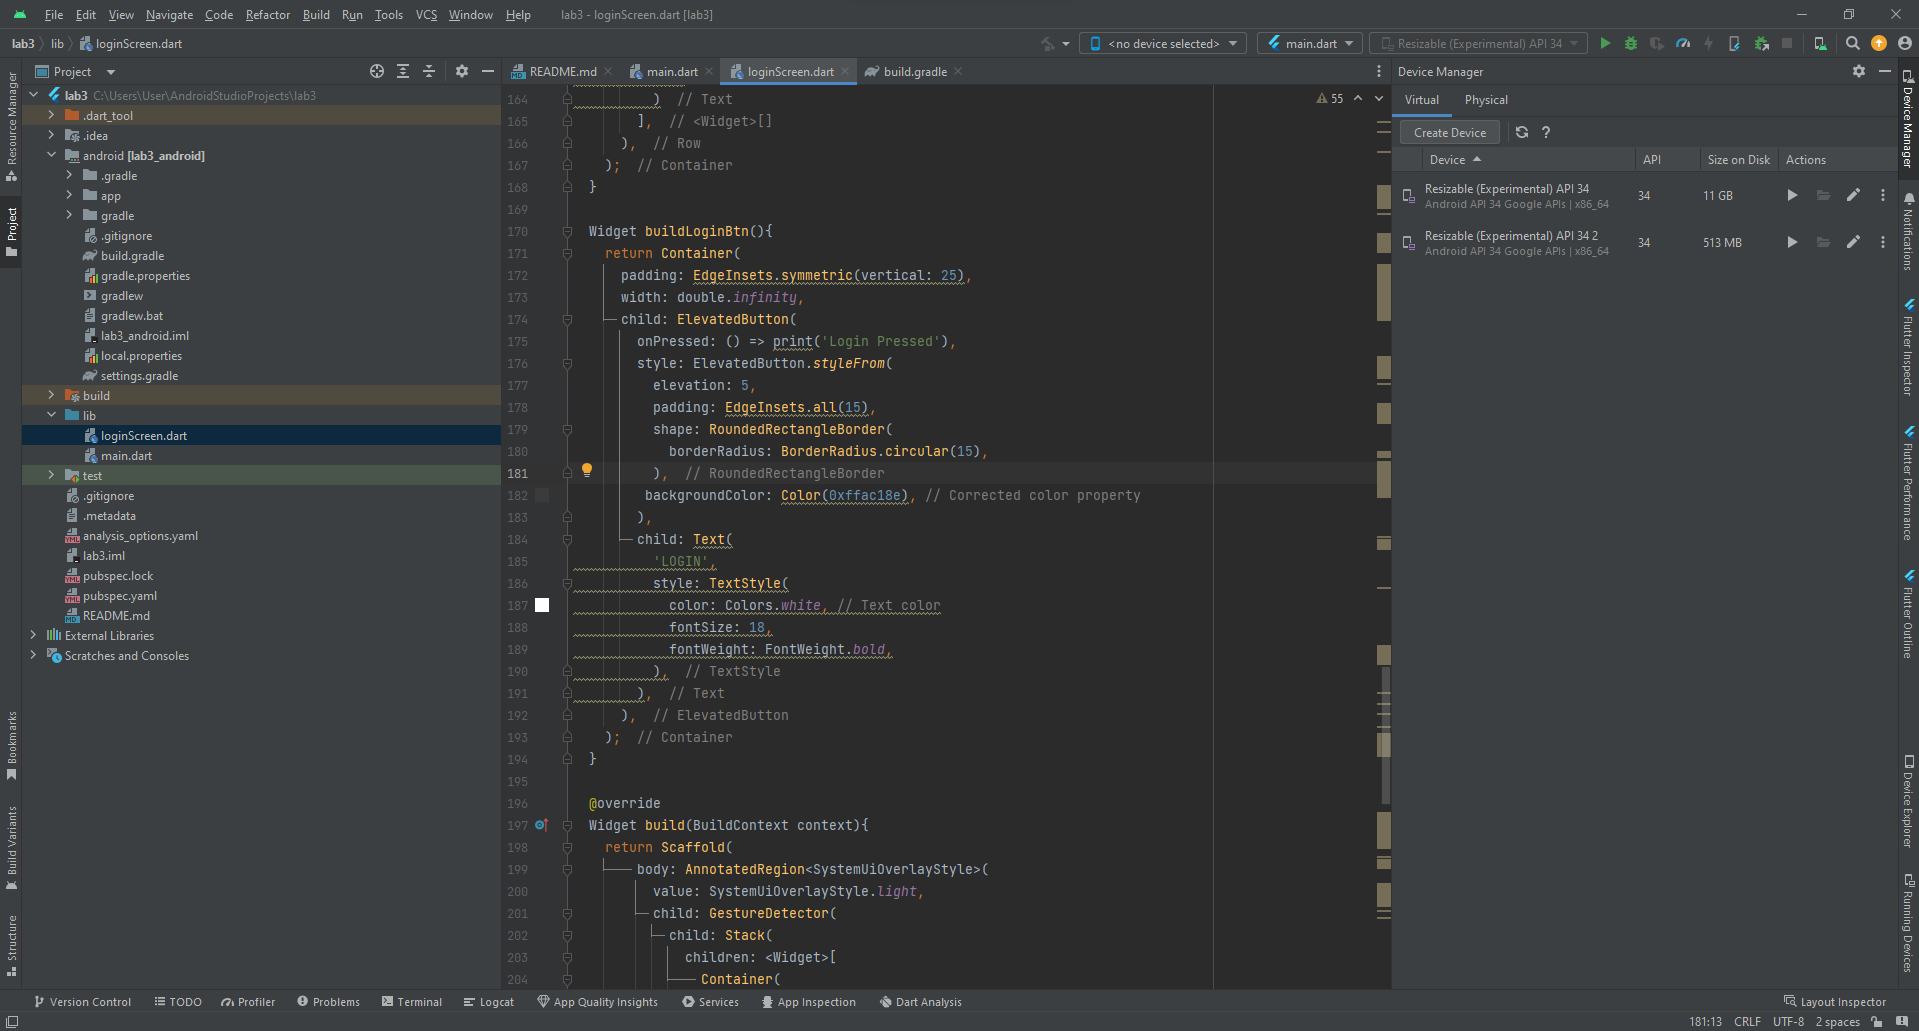 File Edit View Navigate Code Refactor Build Run Tools VCS Window Help lab3 - loginScreen.dart [lab3]
lab3 lib loginScreen.dart
<no device selected> main.dart Resizable (Experimental) API 34
Resource Manager
Project
Bookmarks
Build Variants
Structure
Project
lab3 C:\Users\User\AndroidStudioProjects\lab3
.dart_tool
.idea
android [lab3_android]
.gradle
app
gradle
.gitignore
build.gradle
gradle.properties
gradlew
gradlew.bat
lab3_android.iml
local.properties
settings.gradle
build
lib
loginScreen.dart
main.dart
test
.gitignore
.metadata
analysis_options.yaml
lab3.iml
pubspec.lock
pubspec.yaml
README.md
External Libraries
Scratches and Consoles
README.md main.dart loginScreen.dart build.gradle
55
164 ) // Text
165 ], // <Widget>[]
166 ), // Row
167 ); // Container
168 }
169
170 Widget buildLoginBtn(){
171 return Container(
172 padding: EdgeInsets.symmetric(vertical: 25),
173 width: double.infinity,
174 child: ElevatedButton(
175 onPressed: () => print('Login Pressed'),
176 style: ElevatedButton.styleFrom(
177 elevation: 5,
178 padding: EdgeInsets.all(15),
179 shape: RoundedRectangleBorder(
180 borderRadius: BorderRadius.circular(15),
181 ), // RoundedRectangleBorder
182 backgroundColor: Color(0xffac18e), // Corrected color property
183 ),
184 child: Text(
185 'LOGIN',
186 style: TextStyle(
187 color: Colors.white, // Text color
188 fontSize: 18,
189 fontWeight: FontWeight.bold,
190 ), // TextStyle
191 ), // Text
192 ), // ElevatedButton
193 ); // Container
194 }
195
196 @override
197 Widget build(BuildContext context){
198 return Scaffold(
199 body: AnnotatedRegion<SystemUiOverlayStyle>(
200 value: SystemUiOverlayStyle.light,
201 child: GestureDetector(
202 child: Stack(
203 children: <Widget>[
204 Container(
Device Manager
Virtual Physical
Create Device ?
Device API Size on Disk Actions
Resizable (Experimental) API 34
Android API 34 Google APIs | x86_64
34 11 GB
Resizable (Experimental) API 34 2
Android API 34 Google APIs | x86_64
34 513 MB
Device Manager
Notifications
Flutter Inspector
Flutter Performance
Flutter Outline
Device Explorer
Running Devices
Version Control TODO Profiler Problems Terminal Logcat App Quality Insights Services App Inspection Dart Analysis Layout Inspector
181:13 CRLF UTF-8 2 spaces